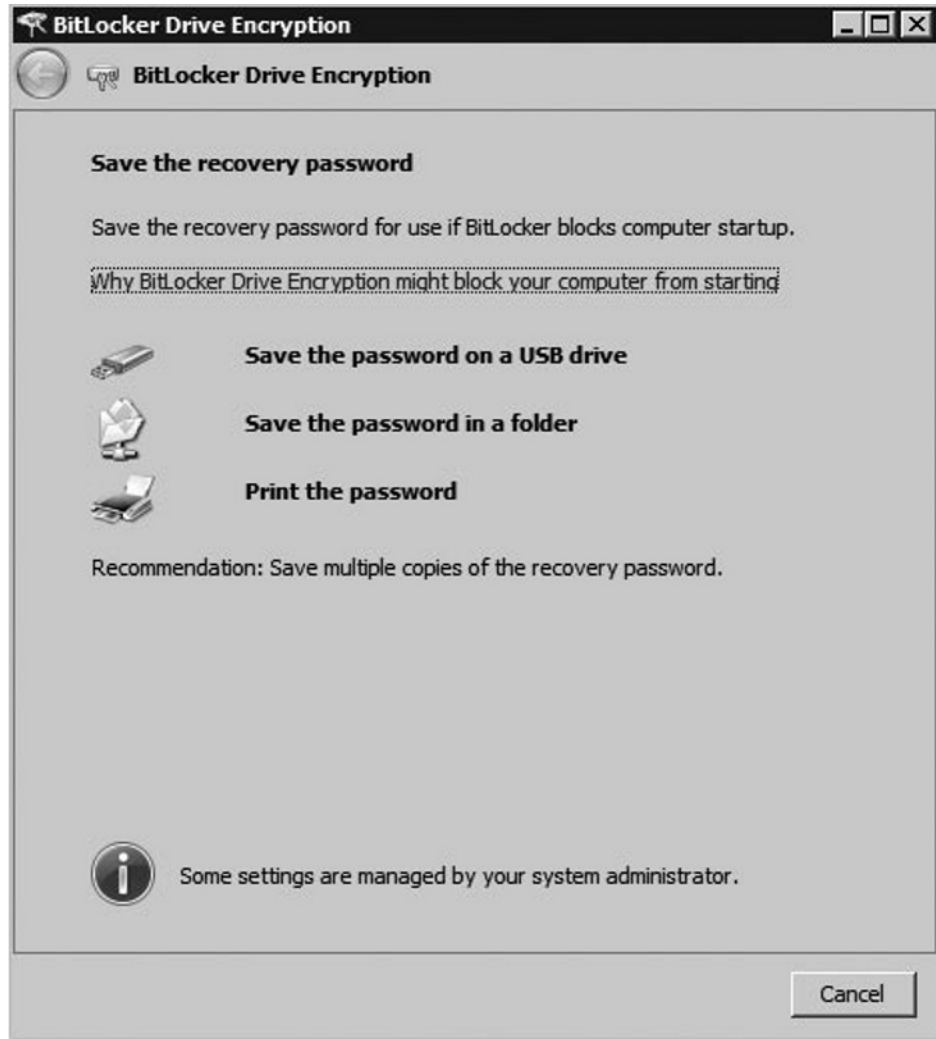 BitLocker Drive Encryption
BitLocker Drive Encryption
Save the recovery password
Save the recovery password for use if BitLocker blocks computer startup.
Why BitLocker Drive Encryption might block your computer from starting
Save the password on a USB drive
Save the password in a folder
Print the password
Recommendation: Save multiple copies of the recovery password.
Some settings are managed by your system administrator.
Cancel